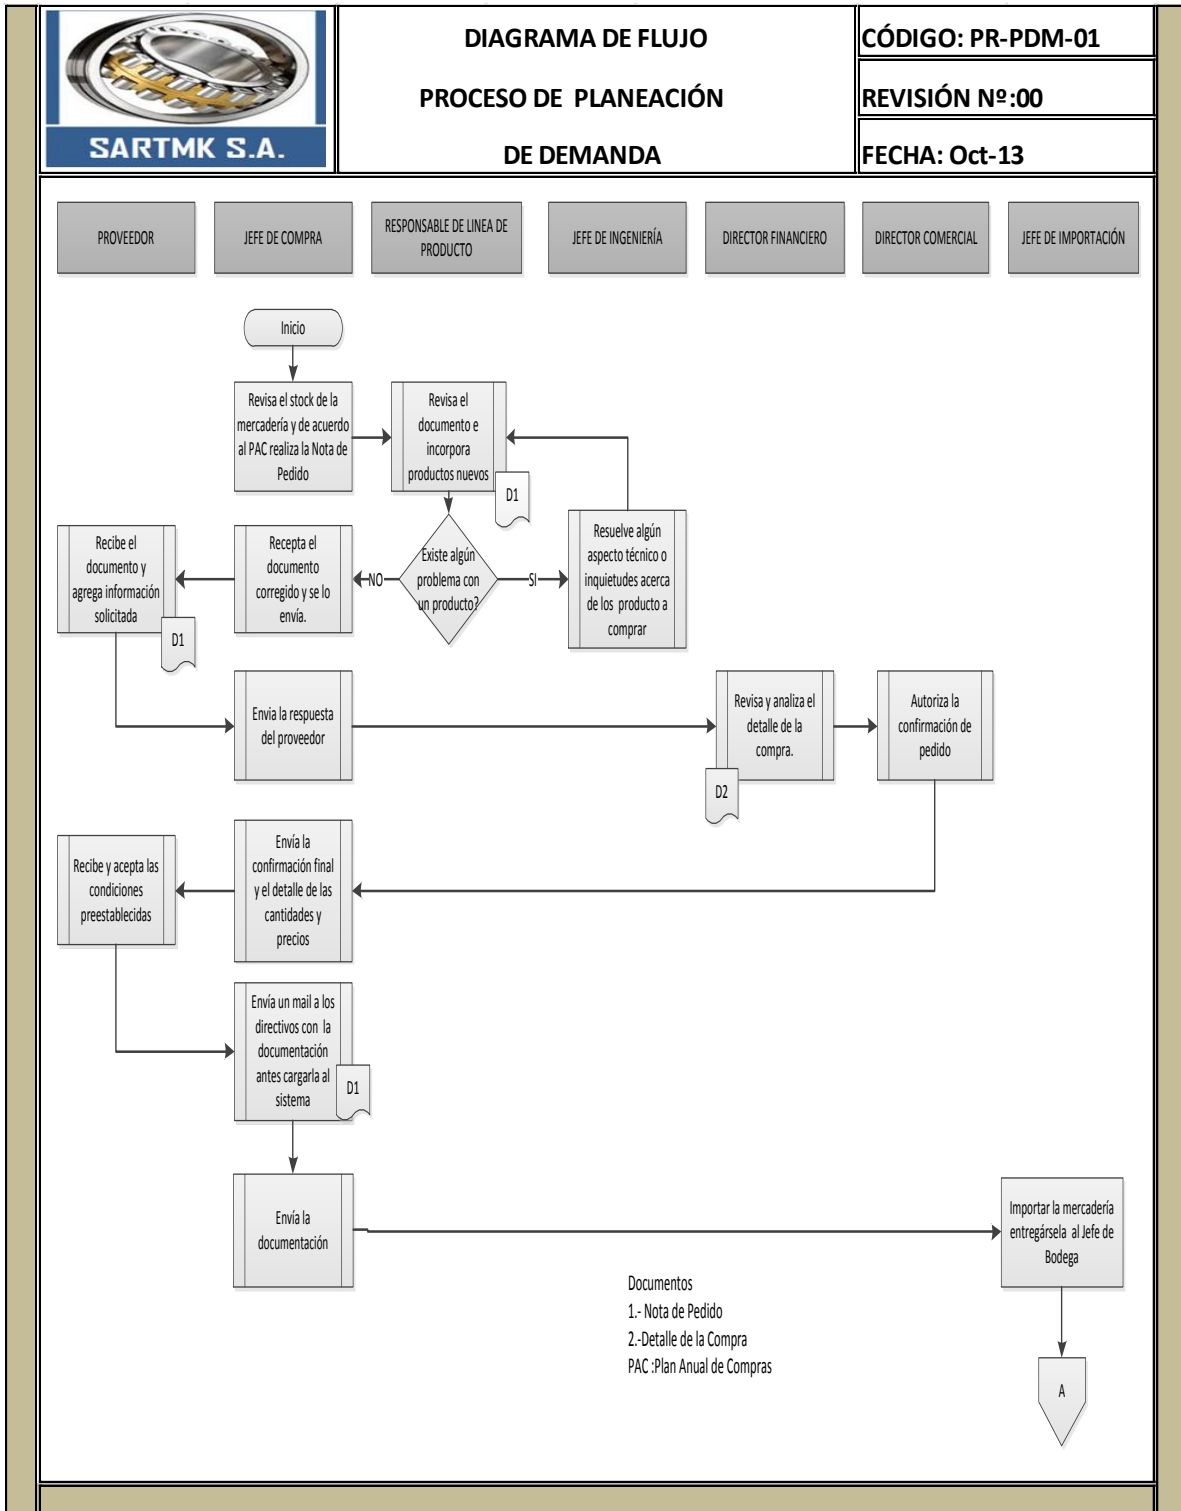 SARTMK S.A.
DIAGRAMA DE FLUJO
PROCESO DE PLANEACIÓN
DE DEMANDA
CÓDIGO: PR-PDM-01
REVISIÓN Nº:00
FECHA: Oct-13
PROVEEDOR
JEFE DE COMPRA
RESPONSABLE DE LINEA DE
PRODUCTO
JEFE DE INGENIERÍA
DIRECTOR FINANCIERO
DIRECTOR COMERCIAL
JEFE DE IMPORTACIÓN
Inicio
Revisa el stock de la
mercadería y de acuerdo
al PAC realiza la Nota de
Pedido
Revisa el
documento e
incorpora
productos nuevos
D1
Recibe el
documento y
agrega información
solicitada
D1
Recepta el
documento
corregido y se lo
envía.
NO
Existe algún
problema con
un producto?
SI
Resuelve algún
aspecto técnico o
inquietudes acerca
de los producto a
comprar
Envia la respuesta
del proveedor
Revisa y analiza el
detalle de la
compra.
D2
Autoriza la
confirmación de
pedido
Recibe y acepta las
condiciones
preestablecidas
Envía la
confirmación final
y el detalle de las
cantidades y
precios
Envía un mail a los
directivos con la
documentación
antes cargarla al
sistema
D1
Envía la
documentación
Importar la mercadería
entregársela al Jefe de
Bodega
Documentos
1.- Nota de Pedido
2.-Detalle de la Compra
PAC :Plan Anual de Compras
A